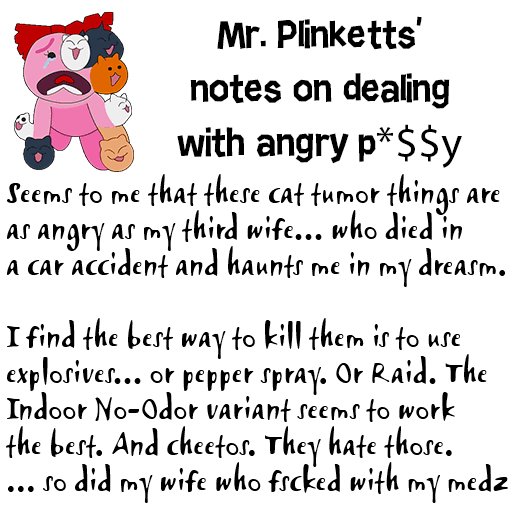 Mr. Plinketts'
notes on dealing
with angry p*$$y
Seems to me that these cat tumor things are
as angry as my third wife... who died in
a car accident and haunts me in my dreasm.
I find the best way to kill them is to use
explosives... or pepper spray. Or Raid. The
Indoor No-Odor variant seems to work
the best. And cheetos. They hate those.
... so did my wife who fscked with my medz